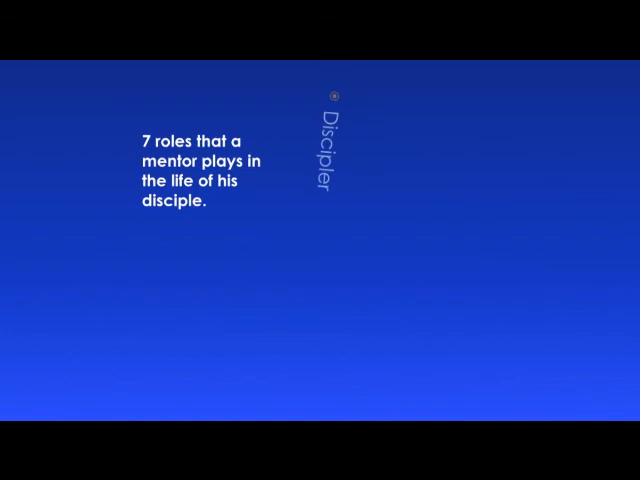 7 roles that a
mentor plays in
the life of his
disciple.
Discipler